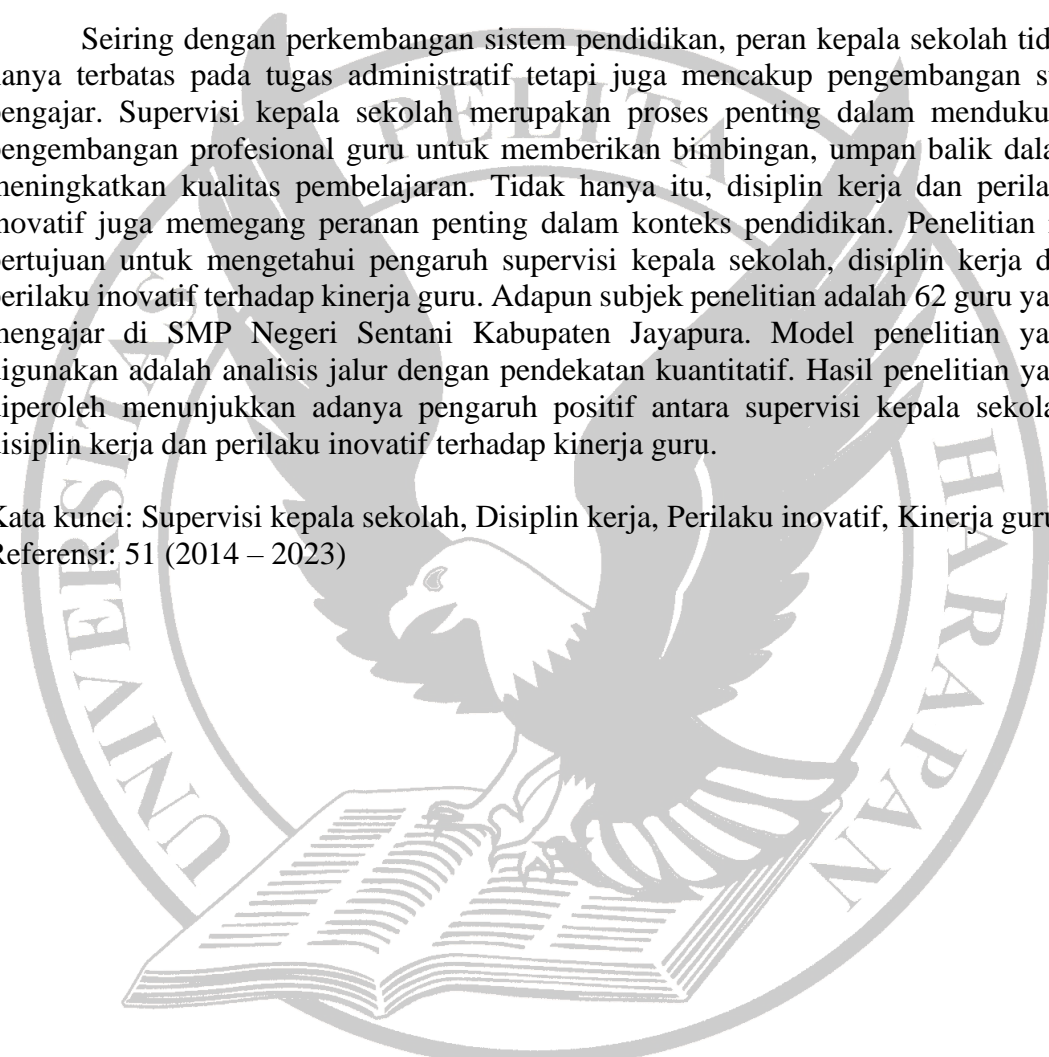 Seiring dengan perkembangan sistem pendidikan, peran kepala sekolah tid
hanya terbatas pada tugas administratif tetapi juga mencakup pengembangan st
pengajar. Supervisi kepala sekolah merupakan proses penting dalam menduku
pengembangan profesional guru untuk memberikan bimbingan, umpan balik dala
meningkatkan kualitas pembelajaran. Tidak hanya itu, disiplin kerja dan perila
inovatif juga memegang peranan penting dalam konteks pendidikan. Penelitian
bertujuan untuk mengetahui pengaruh supervisi kepala sekolah, disiplin kerja d
perilaku inovatif terhadap kinerja guru. Adapun subjek penelitian adalah 62 guru ya
mengajar di SMP Negeri Sentani Kabupaten Jayapura. Model penelitian ya
digunakan adalah analisis jalur dengan pendekatan kuantitatif. Hasil penelitian ya
diperoleh menunjukkan adanya pengaruh positif antara supervisi kepala sekola
disiplin kerja dan perilaku inovatif terhadap kinerja guru.
Kata kunci: Supervisi kepala sekolah, Disiplin kerja, Perilaku inovatif, Kinerja guru
Referensi: 51 (2014 – 2023)
UNIVERSITAS PELITA HARAPAN